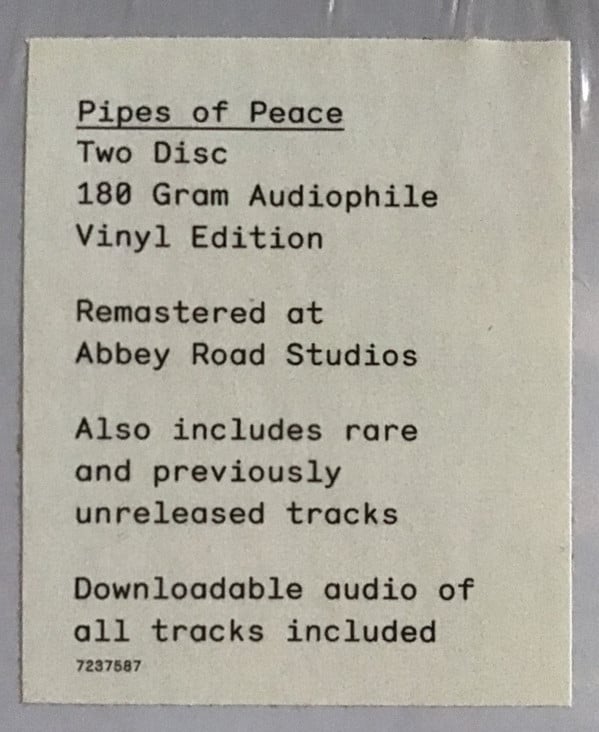 Pipes of Peace
Two Disc
180 Gram Audiophile
Vinyl Edition
Remastered at
Abbey Road Studios
Also includes rare
and previously
unreleased tracks
Downloadable audio of
all tracks included
7237587